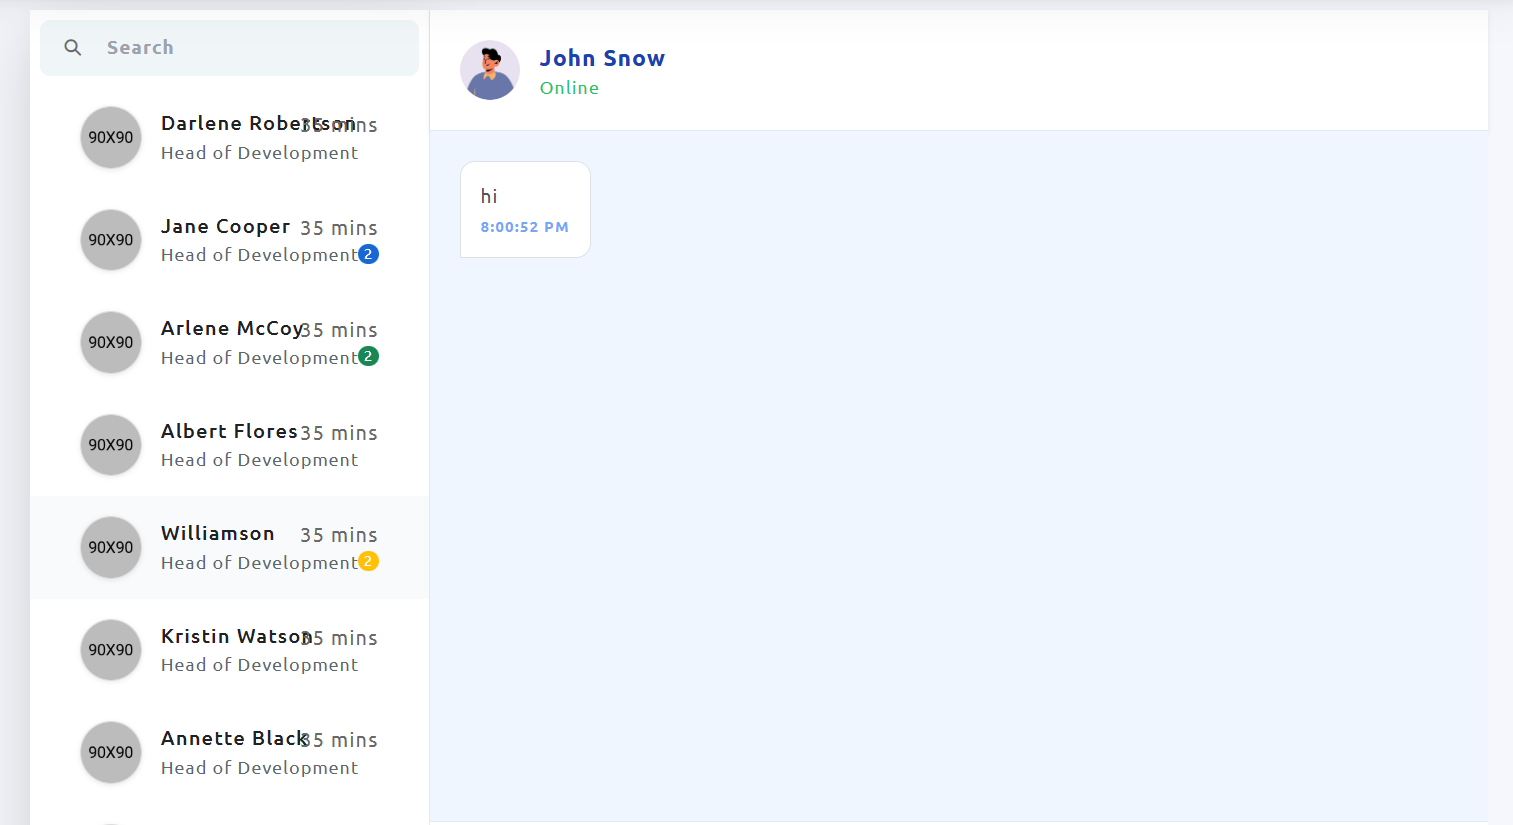 Search
90X90
Darlene Robertson 35 mins
Head of Development
90X90
Jane Cooper 35 mins
Head of Development 2
90X90
Arlene McCoy 35 mins
Head of Development 2
90X90
Albert Flores 35 mins
Head of Development
90X90
Williamson 35 mins
Head of Development 2
90X90
Kristin Watson 35 mins
Head of Development
90X90
Annette Black 35 mins
Head of Development
John Snow
Online
hi
8:00:52 PM